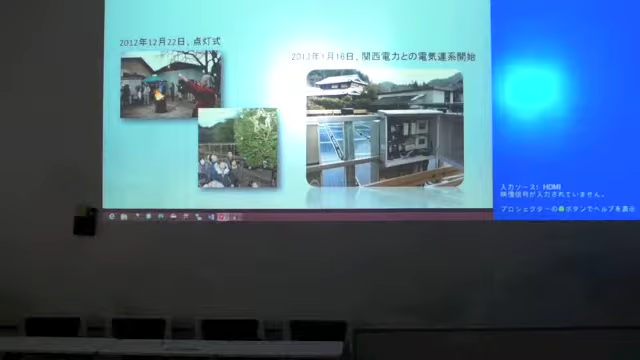 2012年12月22日、点灯式
2013年1月16日、関西電力との電気連系開始
入力ソース: HDMI
映像信号が入力されていません。
プロジェクターの⊕ボタンでヘルプを表示